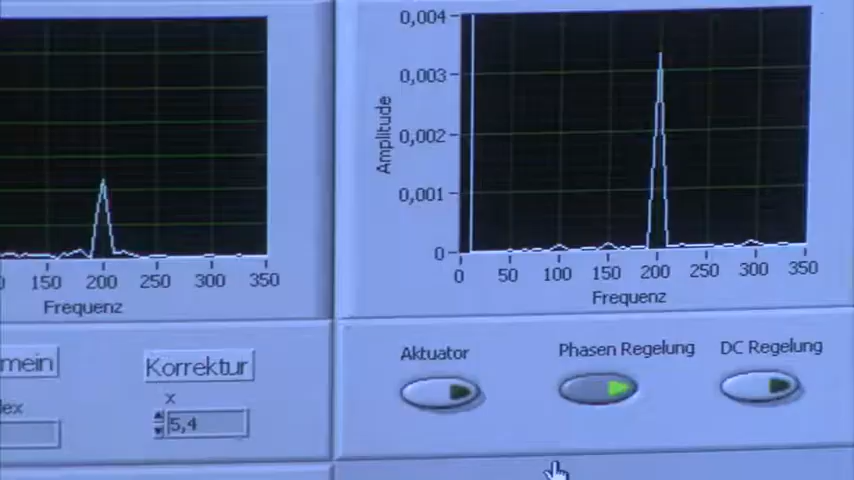 0,004
0,003
0,002
0,001
0
Amplitude
0 50 100 150 200 250 300 350
Frequenz
150 200 250 300 350
Frequenz
mein
Korrektur
x
5,4
Aktuator
Phasen Regelung
DC Regelung